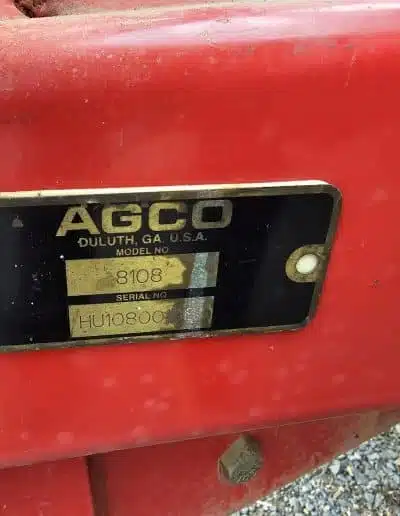 AGCO
DULUTH, GA. U.S.A.
MODEL NO
8108
SERIAL NO
HU10800